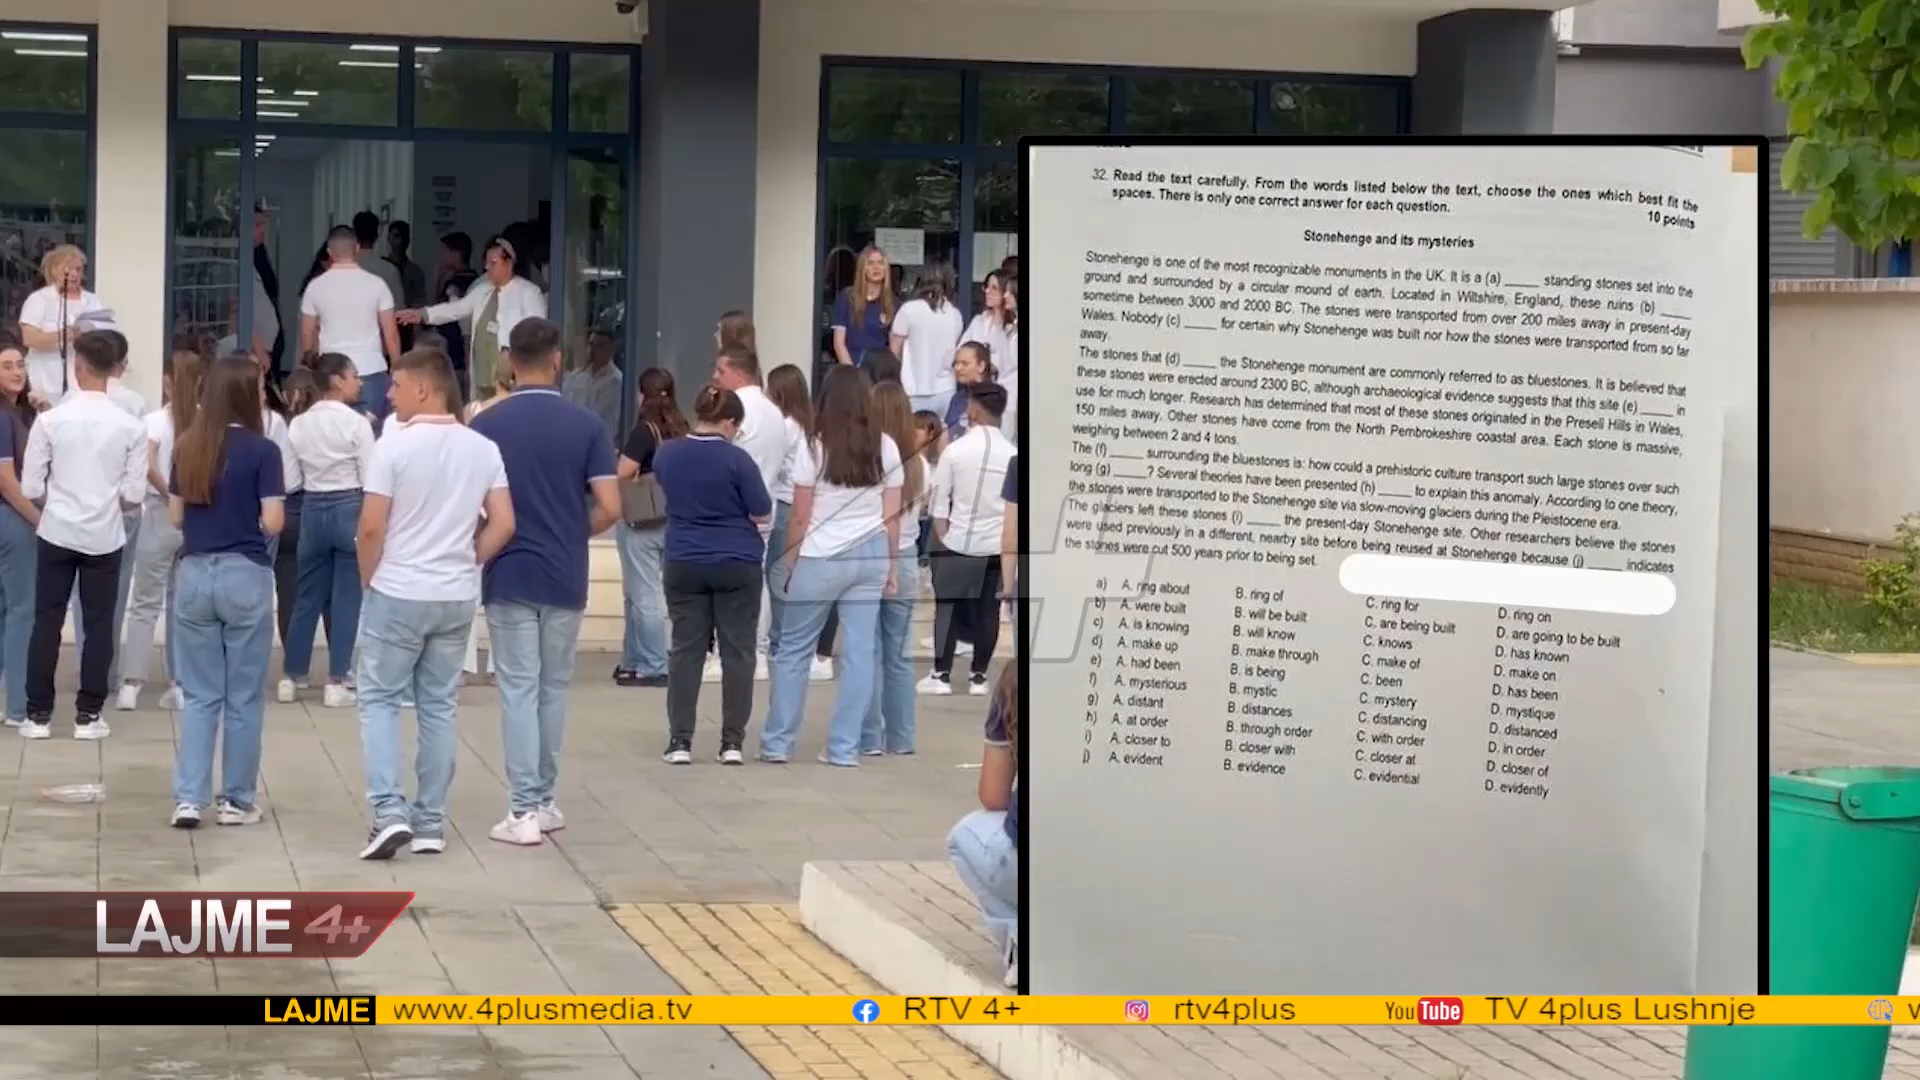 32. Read the text carefully. From the words listed below the text, choose the ones which best fit the
spaces. There is only one correct answer for each question.
10 points
Stonehenge and its mysteries
Stonehenge is one of the most recognizable monuments in the UK. It is a (a) _____ standing stones set into the
ground and surrounded by a circular mound of earth. Located in Wiltshire, England, these ruins (b) _____
sometime between 3000 and 2000 BC. The stones were transported from over 200 miles away in present-day
Wales. Nobody (c) _____ for certain why Stonehenge was built nor how the stones were transported from so far
away.
The stones that (d) _____ the Stonehenge monument are commonly referred to as bluestones. It is believed that
these stones were erected around 2300 BC, although archaeological evidence suggests that this site (e) _____ in
use for much longer. Research has determined that most of these stones originated in the Preseli Hills in Wales,
150 miles away. Other stones have come from the North Pembrokeshire coastal area. Each stone is massive,
weighing between 2 and 4 tons.
The (f) _____ surrounding the bluestones is: how could a prehistoric culture transport such large stones over such
long (g) _____? Several theories have been presented (h) _____ to explain this anomaly. According to one theory,
the stones were transported to the Stonehenge site via slow-moving glaciers during the Pleistocene era.
The glaciers left these stones (i) _____ the present-day Stonehenge site. Other researchers believe the stones
were used previously in a different, nearby site before being reused at Stonehenge because (j) _____ indicates
the stones were cut 500 years prior to being set.
a) A. ring about B. ring of C. ring for D. ring on
b) A. were built B. will be built C. are being built D. are going to be built
c) A. is knowing B. will know C. knows D. has known
d) A. make up B. make through C. make of D. make on
e) A. had been B. is being C. been D. has been
f) A. mysterious B. mystic C. mystery D. mystique
g) A. distant B. distances C. distancing D. distanced
h) A. at order B. through order C. with order D. in order
i) A. closer to B. closer with C. closer at D. closer of
j) A. evident B. evidence C. evidential D. evidently
LAJME 4+
LAJME www.4plusmedia.tv RTV 4+ rtv4plus YouTube TV 4plus Lushnje w
4+